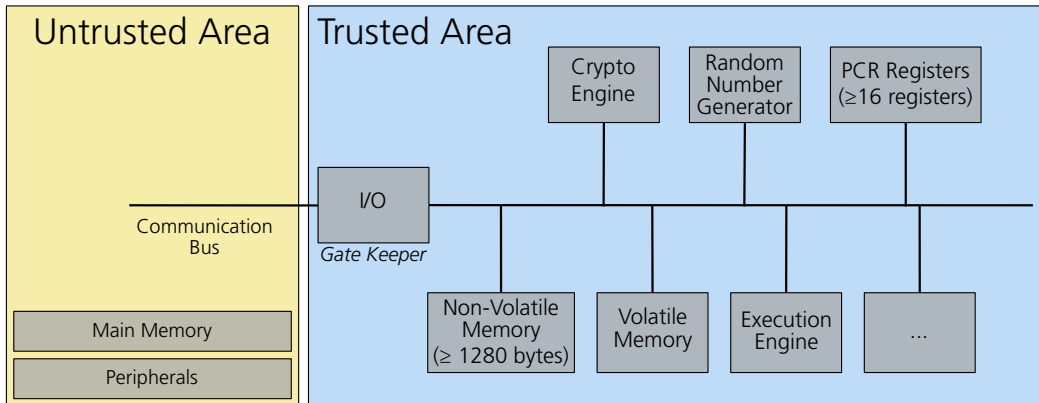 Untrusted Area
Trusted Area
Crypto
Engine
Random
Number
Generator
PCR Registers
(≥16 registers)
I/O
Communication
Bus
Gate Keeper
Main Memory
Peripherals
Non-Volatile
Memory
(≥ 1280 bytes)
Volatile
Memory
Execution
Engine
...